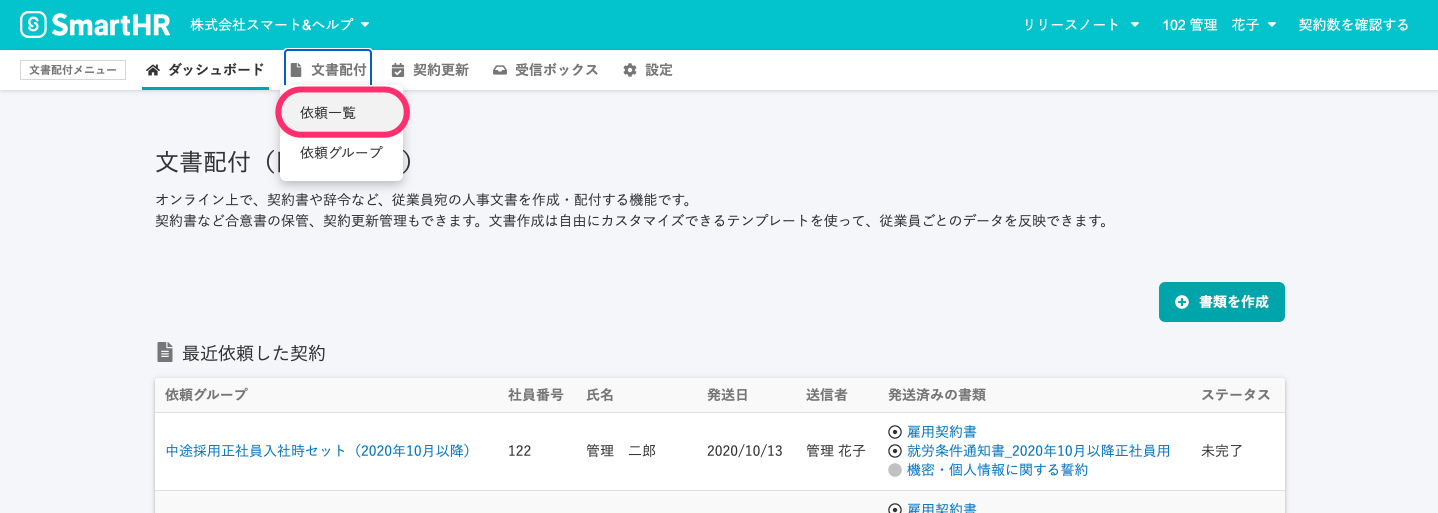 SmartHR 株式会社スマート&ヘルプ リリースノート 102 管理 花子 契約数を確認する
文書配付メニュー ダッシュボード 文書配付 契約更新 受信ボックス 設定
依頼一覧
依頼グループ
文書配付（
）
オンライン上で、契約書や辞令など、従業員宛の人事文書を作成・配付する機能です。
契約書など合意書の保管、契約更新管理もできます。文書作成は自由にカスタマイズできるテンプレートを使って、従業員ごとのデータを反映できます。
書類を作成
最近依頼した契約
依頼グループ 社員番号 氏名 発送日 送信者 発送済みの書類 ステータス
雇用契約書
中途採用正社員入社時セット（2020年10月以降） 122 管理 二郎 2020/10/13 管理 花子 就労条件通知書_2020年10月以降正社員用 未完了
機密・個人情報に関する誓約
雇用契約書